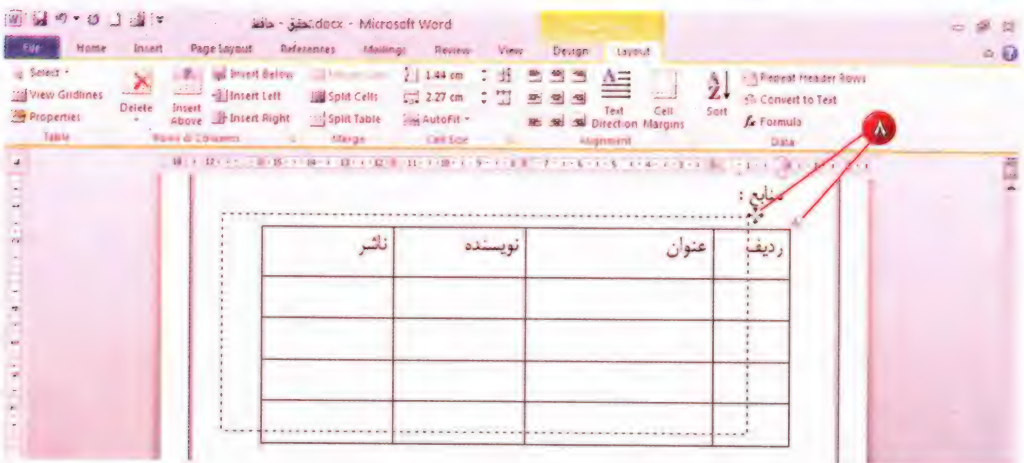 تحقیق - حافظ.docx - Microsoft Word
File Home Insert Page Layout References Mailings Review View Design Layout
Select
View Gridlines
Properties
Table
Delete
Insert Above
Insert Below
Insert Left
Insert Right
Rows & Columns
Split Cells
Split Table
Merge
1.44 cm
2.27 cm
AutoFit
Cell Size
Text Direction
Cell Margins
Alignment
Sort
Repeat Header Rows
Convert to Text
Formula
Data
۸
منابع :
ردیف عنوان نویسنده ناشر